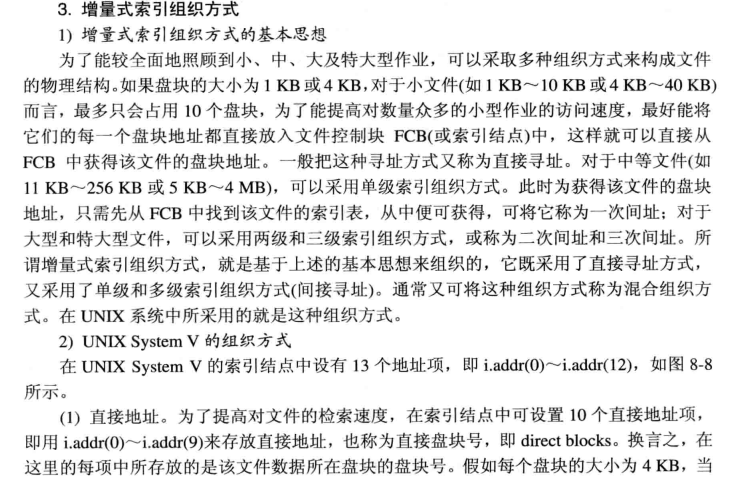 3. 增量式索引组织方式
1) 增量式索引组织方式的基本思想
为了能较全面地照顾到小、中、大及特大型作业，可以采取多种组织方式来构成文件
的物理结构。如果盘块的大小为 1 KB 或 4 KB，对于小文件(如 1 KB～10 KB 或 4 KB～40 KB)
而言，最多只会占用 10 个盘块，为了能提高对数量众多的小型作业的访问速度，最好能将
它们的每一个盘块地址都直接放入文件控制块 FCB(或索引结点)中，这样就可以直接从
FCB 中获得该文件的盘块地址。一般把这种寻址方式又称为直接寻址。对于中等文件(如
11 KB～256 KB 或 5 KB～4 MB)，可以采用单级索引组织方式。此时为获得该文件的盘块
地址，只需先从 FCB 中找到该文件的索引表，从中便可获得，可将它称为一次间址；对于
大型和特大型文件，可以采用两级和三级索引组织方式，或称为二次间址和三次间址。所
谓增量式索引组织方式，就是基于上述的基本思想来组织的，它既采用了直接寻址方式，
又采用了单级和多级索引组织方式(间接寻址)。通常又可将这种组织方式称为混合组织方
式。在 UNIX 系统中所采用的就是这种组织方式。
2) UNIX System V 的组织方式
在 UNIX System V 的索引结点中设有 13 个地址项，即 i.addr(0)～i.addr(12)，如图 8-8
所示。
(1) 直接地址。为了提高对文件的检索速度，在索引结点中可设置 10 个直接地址项，
即用 i.addr(0)～i.addr(9)来存放直接地址，也称为直接盘块号，即 direct blocks。换言之，在
这里的每项中所存放的是该文件数据所在盘块的盘块号。假如每个盘块的大小为 4 KB，当